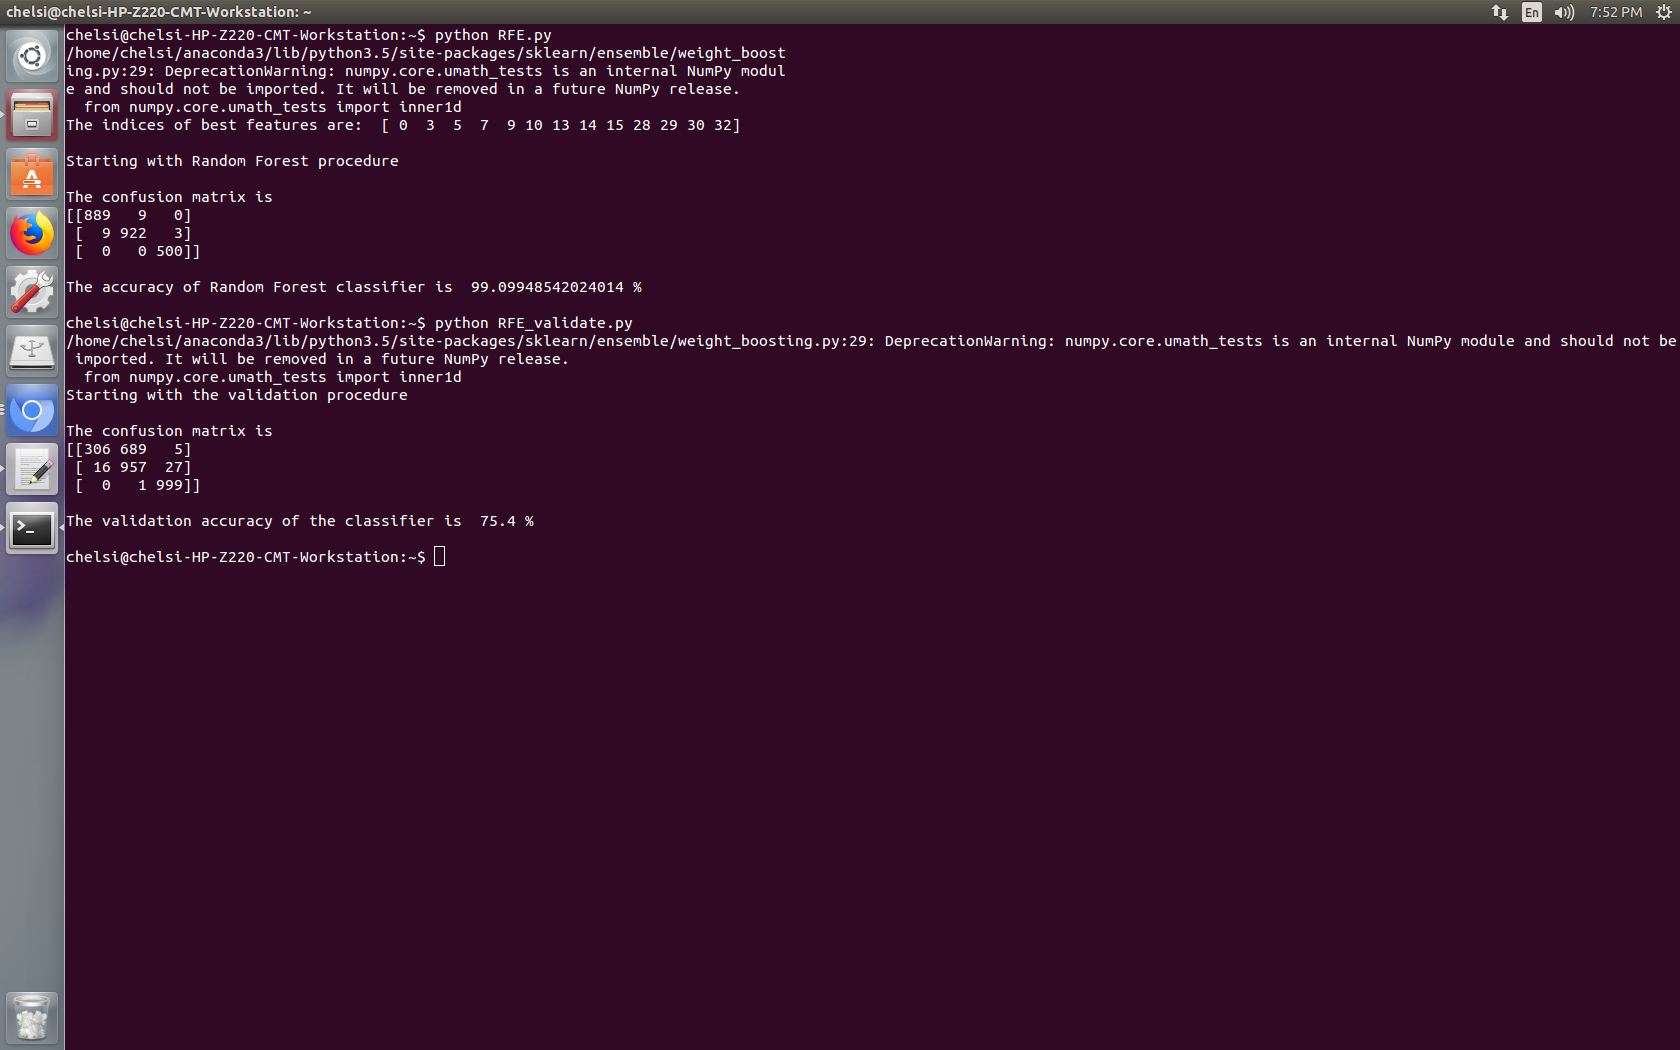 chelsi@chelsi-HP-Z220-CMT-Workstation: ~
En
7:52 PM
chelsi@chelsi-HP-Z220-CMT-Workstation:~$ python RFE.py
/home/chelsi/anaconda3/lib/python3.5/site-packages/sklearn/ensemble/weight_boost
ing.py:29: DeprecationWarning: numpy.core.umath_tests is an internal NumPy modul
e and should not be imported. It will be removed in a future NumPy release.
  from numpy.core.umath_tests import inner1d
The indices of best features are:  [ 0  3  5  7  9 10 13 14 15 28 29 30 32]
Starting with Random Forest procedure
The confusion matrix is
[[889   9   0]
 [  9 922   3]
 [  0   0 500]]
The accuracy of Random Forest classifier is  99.09948542024014 %
chelsi@chelsi-HP-Z220-CMT-Workstation:~$ python RFE_validate.py
/home/chelsi/anaconda3/lib/python3.5/site-packages/sklearn/ensemble/weight_boosting.py:29: DeprecationWarning: numpy.core.umath_tests is an internal NumPy module and should not be
 imported. It will be removed in a future NumPy release.
  from numpy.core.umath_tests import inner1d
Starting with the validation procedure
The confusion matrix is
[[306 689   5]
 [ 16 957  27]
 [  0   1 999]]
The validation accuracy of the classifier is  75.4 %
chelsi@chelsi-HP-Z220-CMT-Workstation:~$